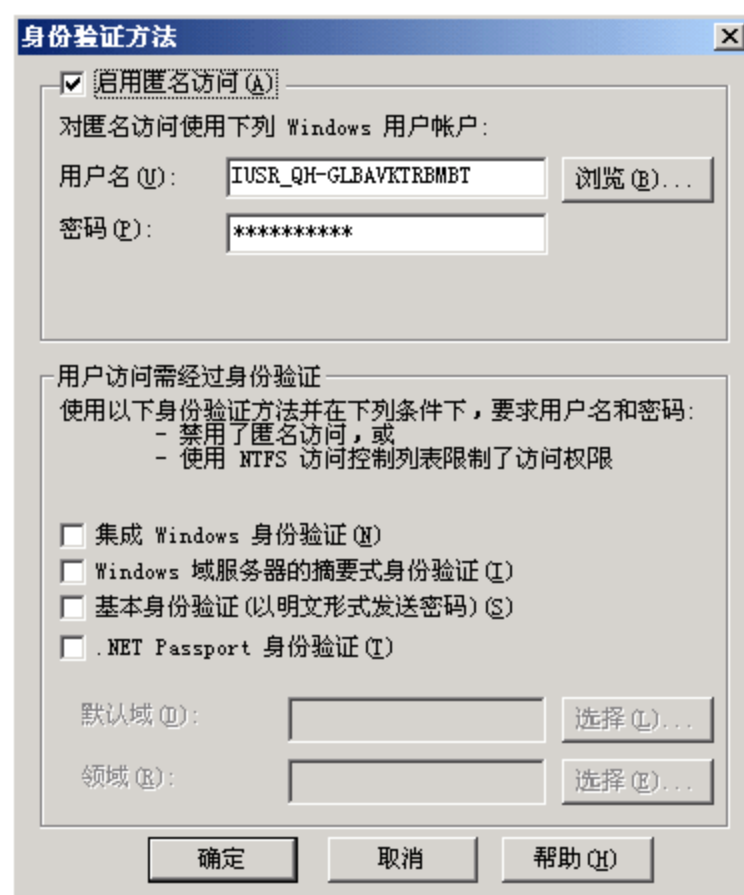 身份验证方法
启用匿名访问(A)
对匿名访问使用下列 Windows 用户帐户:
用户名(U): IUSR_QH-GLBAVKTRBMBT 浏览(B)...
密码(P): **********
用户访问需经过身份验证
使用以下身份验证方法并在下列条件下，要求用户名和密码:
- 禁用了匿名访问，或
- 使用 NTFS 访问控制列表限制了访问权限
集成 Windows 身份验证(N)
Windows 域服务器的摘要式身份验证(I)
基本身份验证(以明文形式发送密码)(S)
.NET Passport 身份验证(T)
默认域(D): 选择(L)...
领域(R): 选择(E)...
确定 取消 帮助(H)